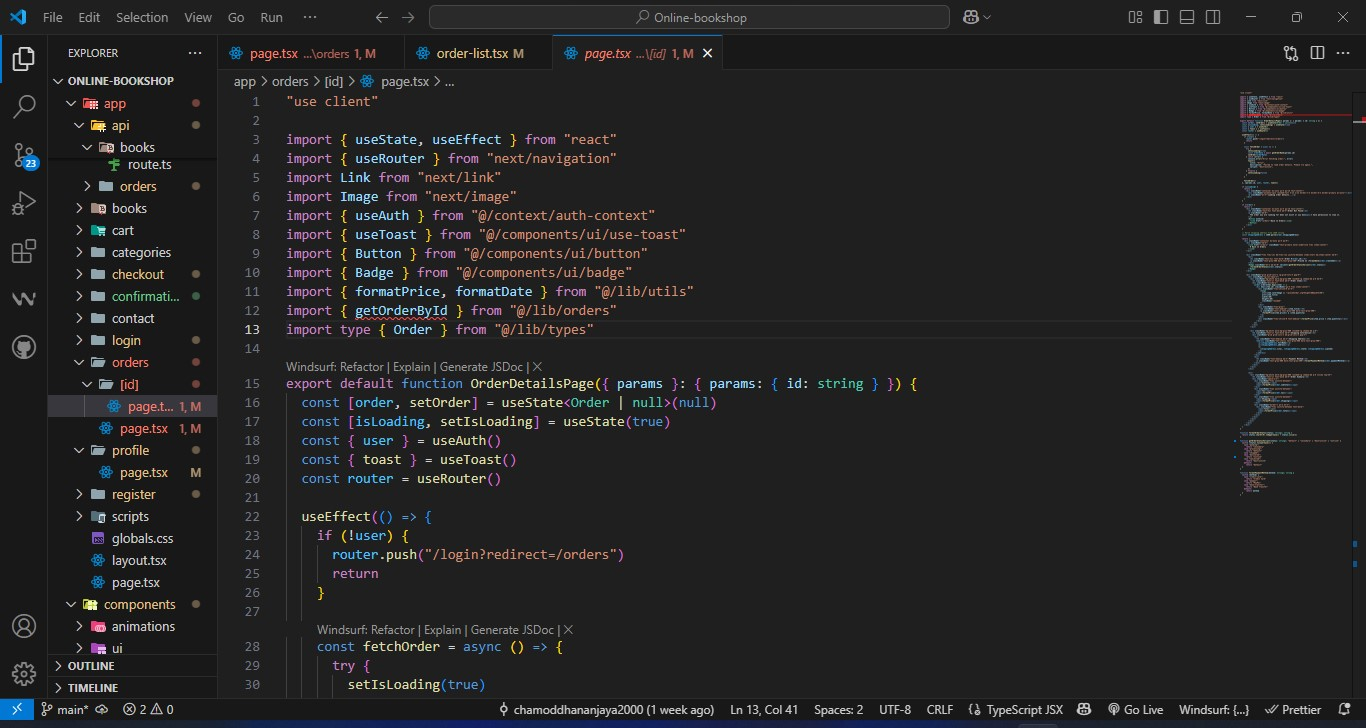 File Edit Selection View Go Run ··· Online-bookshop
EXPLORER ···
ONLINE-BOOKSHOP
app
api
books
route.ts
orders
books
cart
categories
checkout
confirmati...
contact
login
orders
[id]
page.t... 1, M
page.tsx 1, M
profile
page.tsx M
register
scripts
globals.css
layout.tsx
page.tsx
components
animations
ui
OUTLINE
TIMELINE
page.tsx ...\orders 1, M order-list.tsx M page.tsx ...\[id] 1, M
app > orders > [id] > page.tsx > ...
1 "use client"
2
3 import { useState, useEffect } from "react"
4 import { useRouter } from "next/navigation"
5 import Link from "next/link"
6 import Image from "next/image"
7 import { useAuth } from "@/context/auth-context"
8 import { useToast } from "@/components/ui/use-toast"
9 import { Button } from "@/components/ui/button"
10 import { Badge } from "@/components/ui/badge"
11 import { formatPrice, formatDate } from "@/lib/utils"
12 import { getOrderById } from "@/lib/orders"
13 import type { Order } from "@/lib/types"
14
Windsurf: Refactor | Explain | Generate JSDoc | X
15 export default function OrderDetailsPage({ params }: { params: { id: string } }) {
16 const [order, setOrder] = useState<Order | null>(null)
17 const [isLoading, setIsLoading] = useState(true)
18 const { user } = useAuth()
19 const { toast } = useToast()
20 const router = useRouter()
21
22 useEffect(() => {
23 if (!user) {
24 router.push("/login?redirect=/orders")
25 return
26 }
27
Windsurf: Refactor | Explain | Generate JSDoc | X
28 const fetchOrder = async () => {
29 try {
30 setIsLoading(true)
23
main* 2 0 chamoddhananjaya2000 (1 week ago) Ln 13, Col 41 Spaces: 2 UTF-8 CRLF {} TypeScript JSX Go Live Windsurf: {...} Prettier